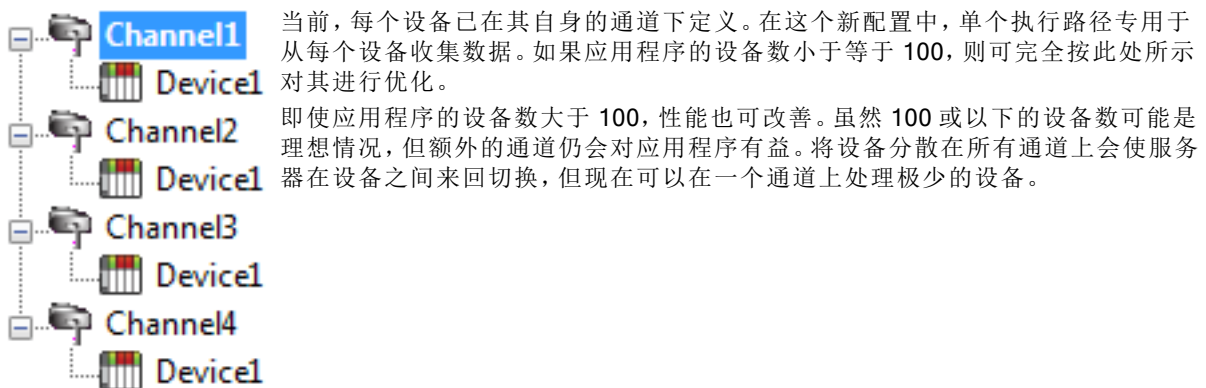 Channel1
Device1
Channel2
Device1
Channel3
Device1
Channel4
Device1
当前，每个设备已在其自身的通道下定义。在这个新配置中，单个执行路径专用于
从每个设备收集数据。如果应用程序的设备数小于等于 100，则可完全按此处所示
对其进行优化。
即使应用程序的设备数大于 100，性能也可改善。虽然 100 或以下的设备数可能是
理想情况，但额外的通道仍会对应用程序有益。将设备分散在所有通道上会使服务
器在设备之间来回切换，但现在可以在一个通道上处理极少的设备。